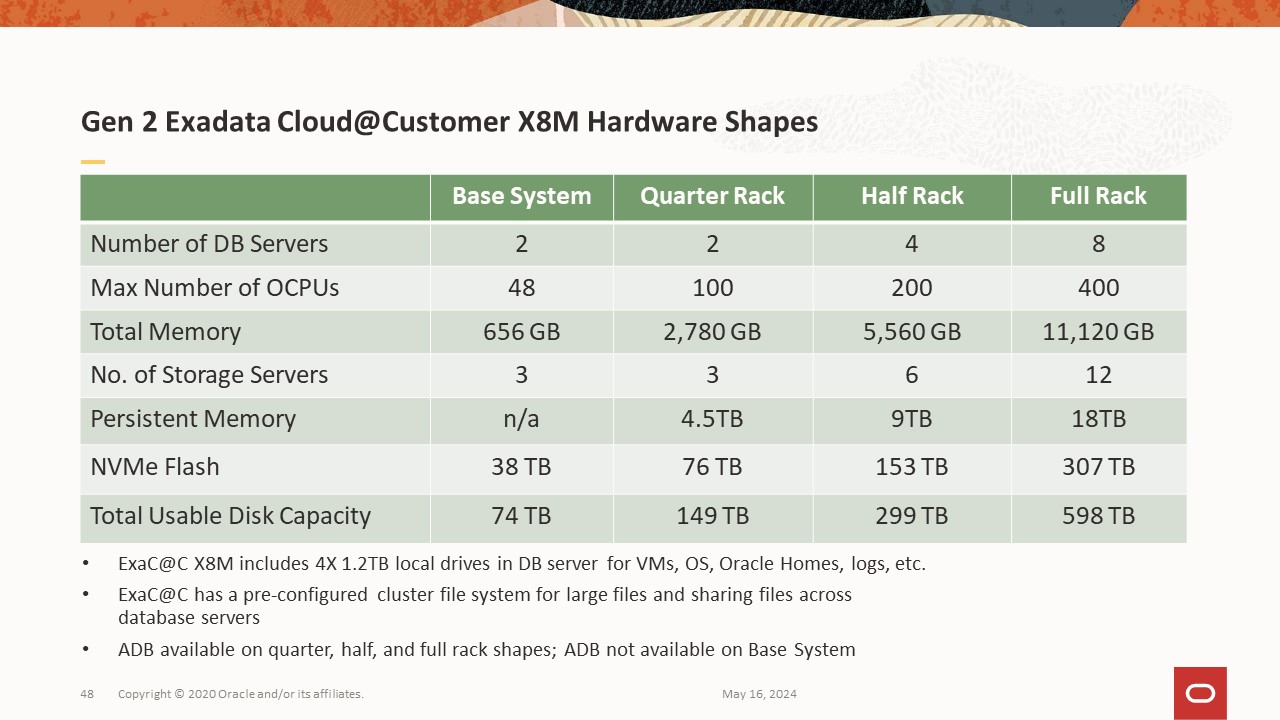 Gen 2 Exadata Cloud@Customer X8M Hardware Shapes
Base System Quarter Rack Half Rack Full Rack
Number of DB Servers 2 2 4 8
Max Number of OCPUs 48 100 200 400
Total Memory 656 GB 2,780 GB 5,560 GB 11,120 GB
No. of Storage Servers 3 3 6 12
Persistent Memory n/a 4.5TB 9TB 18TB
NVMe Flash 38 TB 76 TB 153 TB 307 TB
Total Usable Disk Capacity 74 TB 149 TB 299 TB 598 TB
• ExaC@C X8M includes 4X 1.2TB local drives in DB server for VMs, OS, Oracle Homes, logs, etc.
• ExaC@C has a pre-configured cluster file system for large files and sharing files across
database servers
• ADB available on quarter, half, and full rack shapes; ADB not available on Base System
48 Copyright © 2020 Oracle and/or its affiliates. May 16, 2024